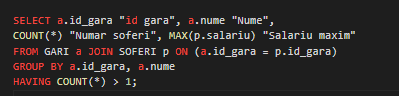 SELECT a.id_gara "id gara", a.nume "Nume",
COUNT(*) "Numar soferi", MAX(p.salariu) "Salariu maxim"
FROM GARI a JOIN SOFERI p ON (a.id_gara = p.id_gara)
GROUP BY a.id_gara, a.nume
HAVING COUNT(*) > 1;